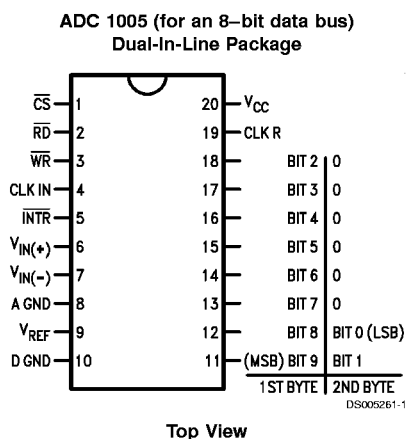 ADC 1005 (for an 8–bit data bus)
Dual-In-Line Package
CS 1 20 VCC
RD 2 19 CLK R
WR 3 18 BIT 2 0
CLK IN 4 17 BIT 3 0
INTR 5 16 BIT 4 0
VIN(+) 6 15 BIT 5 0
VIN(−) 7 14 BIT 6 0
A GND 8 13 BIT 7 0
VREF 9 12 BIT 8 BIT 0 (LSB)
D GND 10 11 (MSB) BIT 9 BIT 1
1ST BYTE 2ND BYTE
DS005261-1
Top View